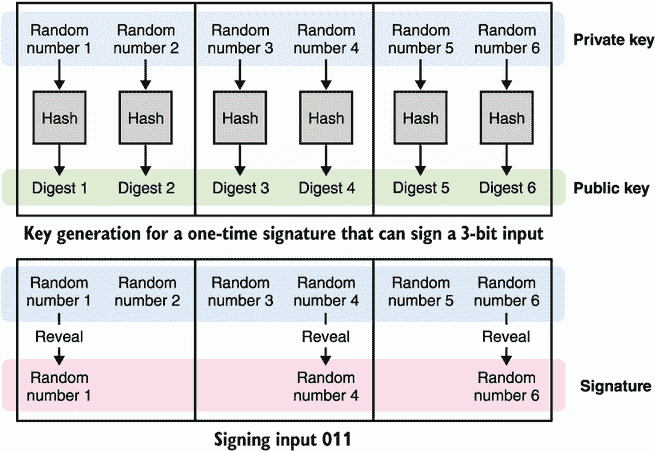 Random number 1 Random number 2 Random number 3 Random number 4 Random number 5 Random number 6 Private key
Hash Hash Hash Hash Hash Hash
Digest 1 Digest 2 Digest 3 Digest 4 Digest 5 Digest 6 Public key
Key generation for a one-time signature that can sign a 3-bit input
Random number 1 Random number 2 Random number 3 Random number 4 Random number 5 Random number 6
Reveal Reveal Reveal
Random number 1 Random number 4 Random number 6 Signature
Signing input 011